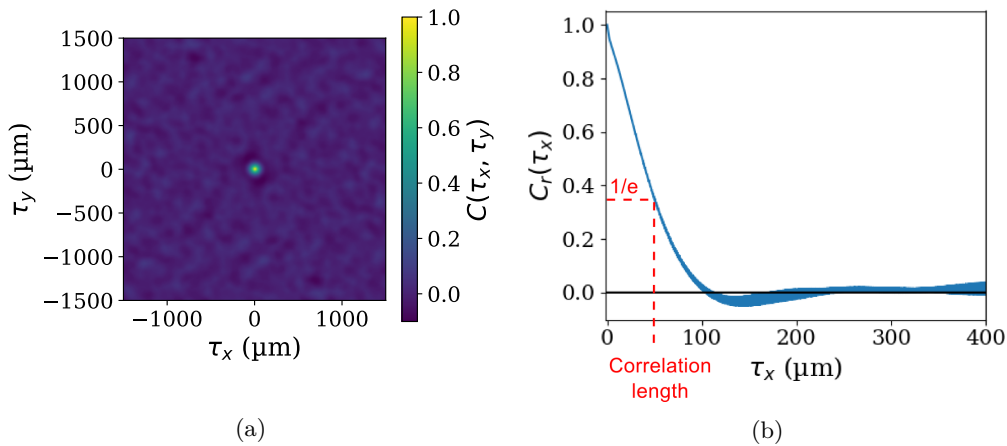 1500
1000
500
0
−500
−1000
−1500
τy (µm)
−1000 0 1000
τx (µm)
1.0
0.8
0.6
0.4
0.2
0.0
C(τx, τy)
(a)
1.0
0.8
0.6
0.4
0.2
0.0
Cr(τx)
1/e
0 100 200 300 400
Correlation
length
τx (µm)
(b)